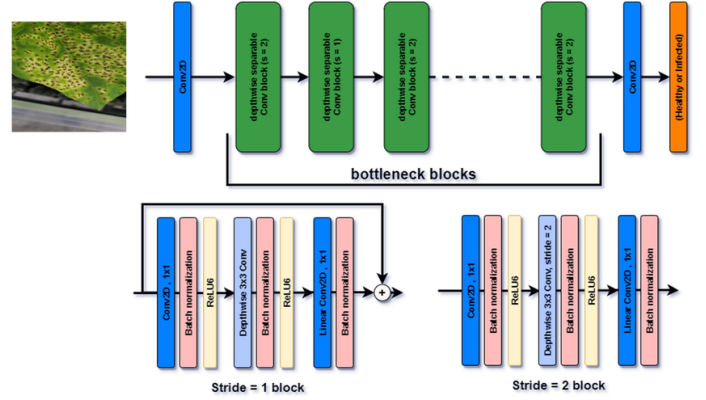 Conv2D
depthwise separable
Conv block (s = 2)
depthwise separable
Conv block (s = 1)
depthwise separable
Conv block (s = 2)
depthwise separable
Conv block (s = 2)
Conv2D
(Healthy or Infected)
bottleneck blocks
Conv2D , 1x1
Batch normalization
ReLU6
Depthwise 3x3 Conv
Batch normalization
ReLU6
Linear Conv2D , 1x1
Batch normalization
+
Stride = 1 block
Conv2D , 1x1
Batch normalization
ReLU6
Depthwise 3x3 Conv, stride = 2
Batch normalization
ReLU6
Linear Conv2D , 1x1
Batch normalization
Stride = 2 block